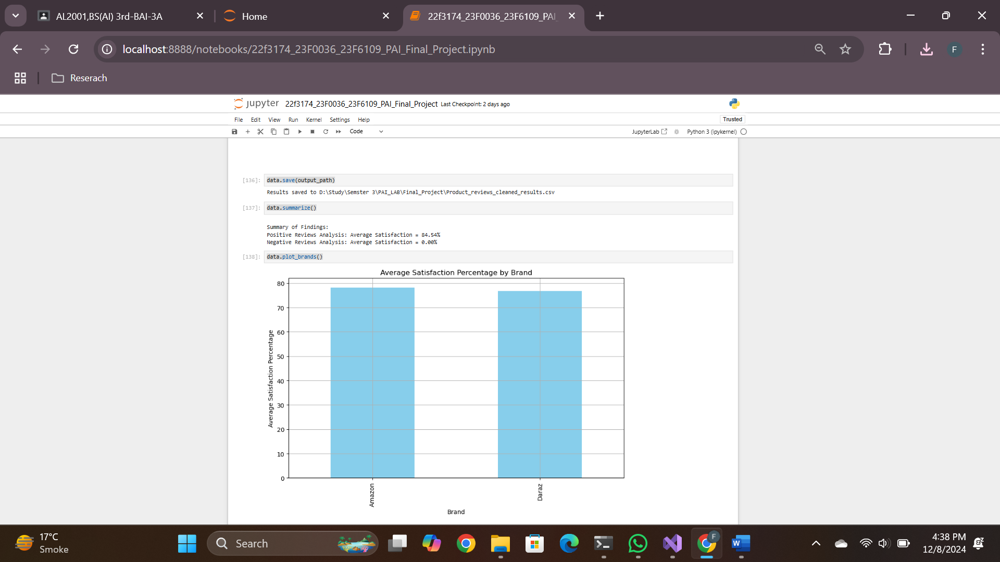 AL2001,BS(AI) 3rd-BAI-3A
Home
22f3174_23F0036_23F6109_PAI_
localhost:8888/notebooks/22f3174_23F0036_23F6109_PAI_Final_Project.ipynb
F
Reserach
jupyter
22f3174_23F0036_23F6109_PAI_Final_Project Last Checkpoint: 2 days ago
File Edit View Run Kernel Settings Help
Trusted
Code
JupyterLab
Python 3 (ipykernel)
[136]: data.save(output_path)
Results saved to D:\Study\Semster 3\PAI_LAB\Final_Project\Product_reviews_cleaned_results.csv
[137]: data.summarize()
Summary of Findings:
Positive Reviews Analysis: Average Satisfaction = 84.54%
Negative Reviews Analysis: Average Satisfaction = 0.00%
[138]: data.plot_brands()
Average Satisfaction Percentage by Brand
Average Satisfaction Percentage
80
70
60
50
40
30
20
10
0
Amazon
Daraz
Brand
17°C
Smoke
Search
F
W
4:38 PM
12/8/2024